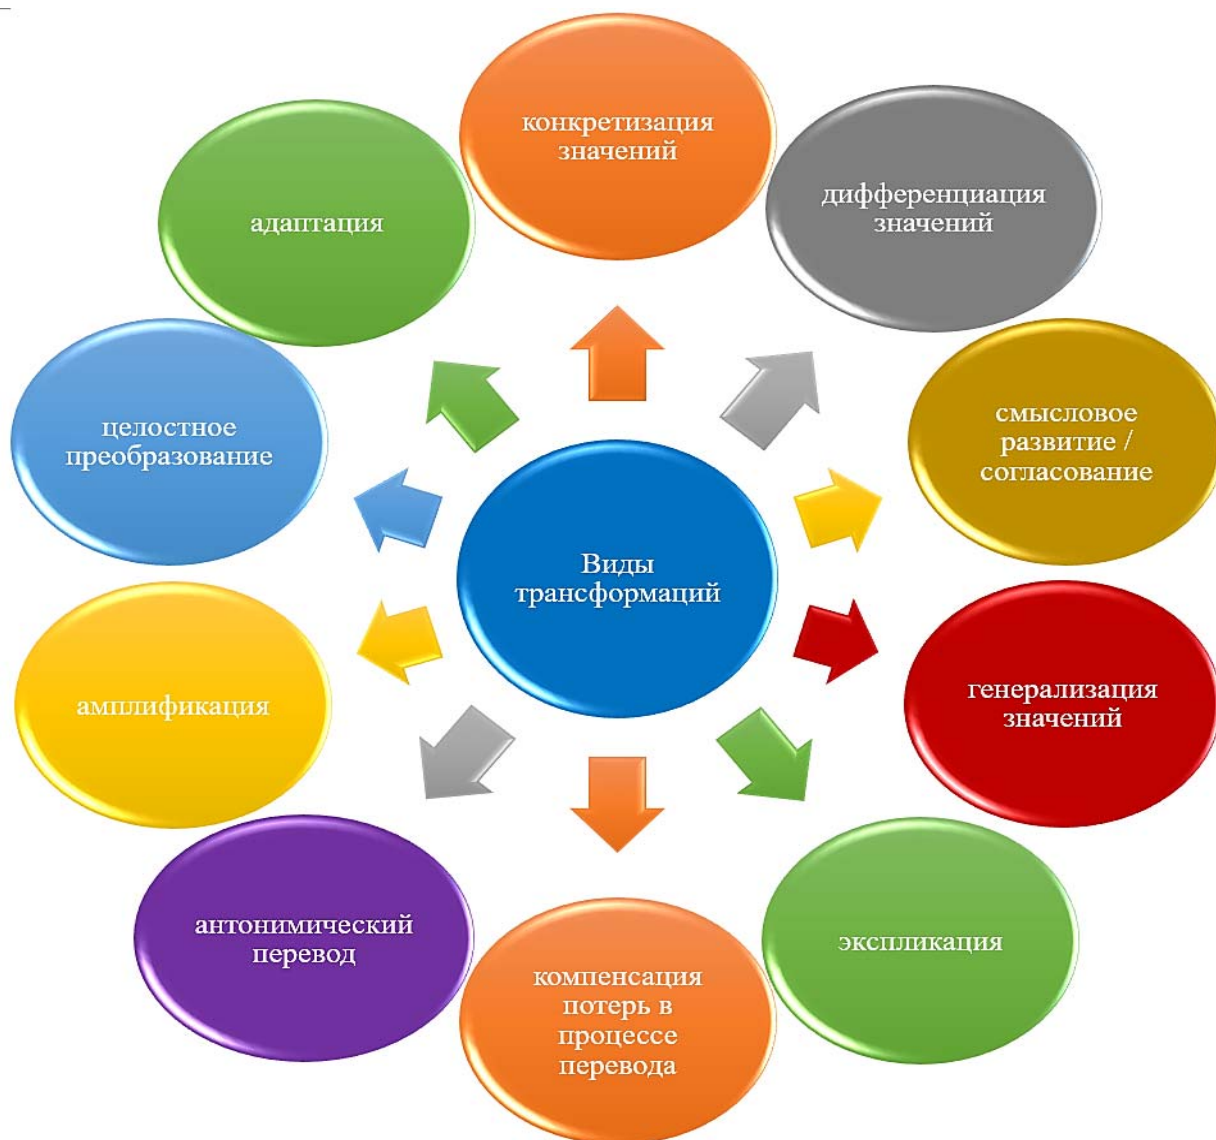 конкретизация
значений
дифференциация
значений
адаптация
смысловое
развитие /
согласование
целостное
преобразование
Виды
трансформаций
генерализация
значений
амплификация
экспликация
антонимический
перевод
компенсация
потерь в
процессе
перевода